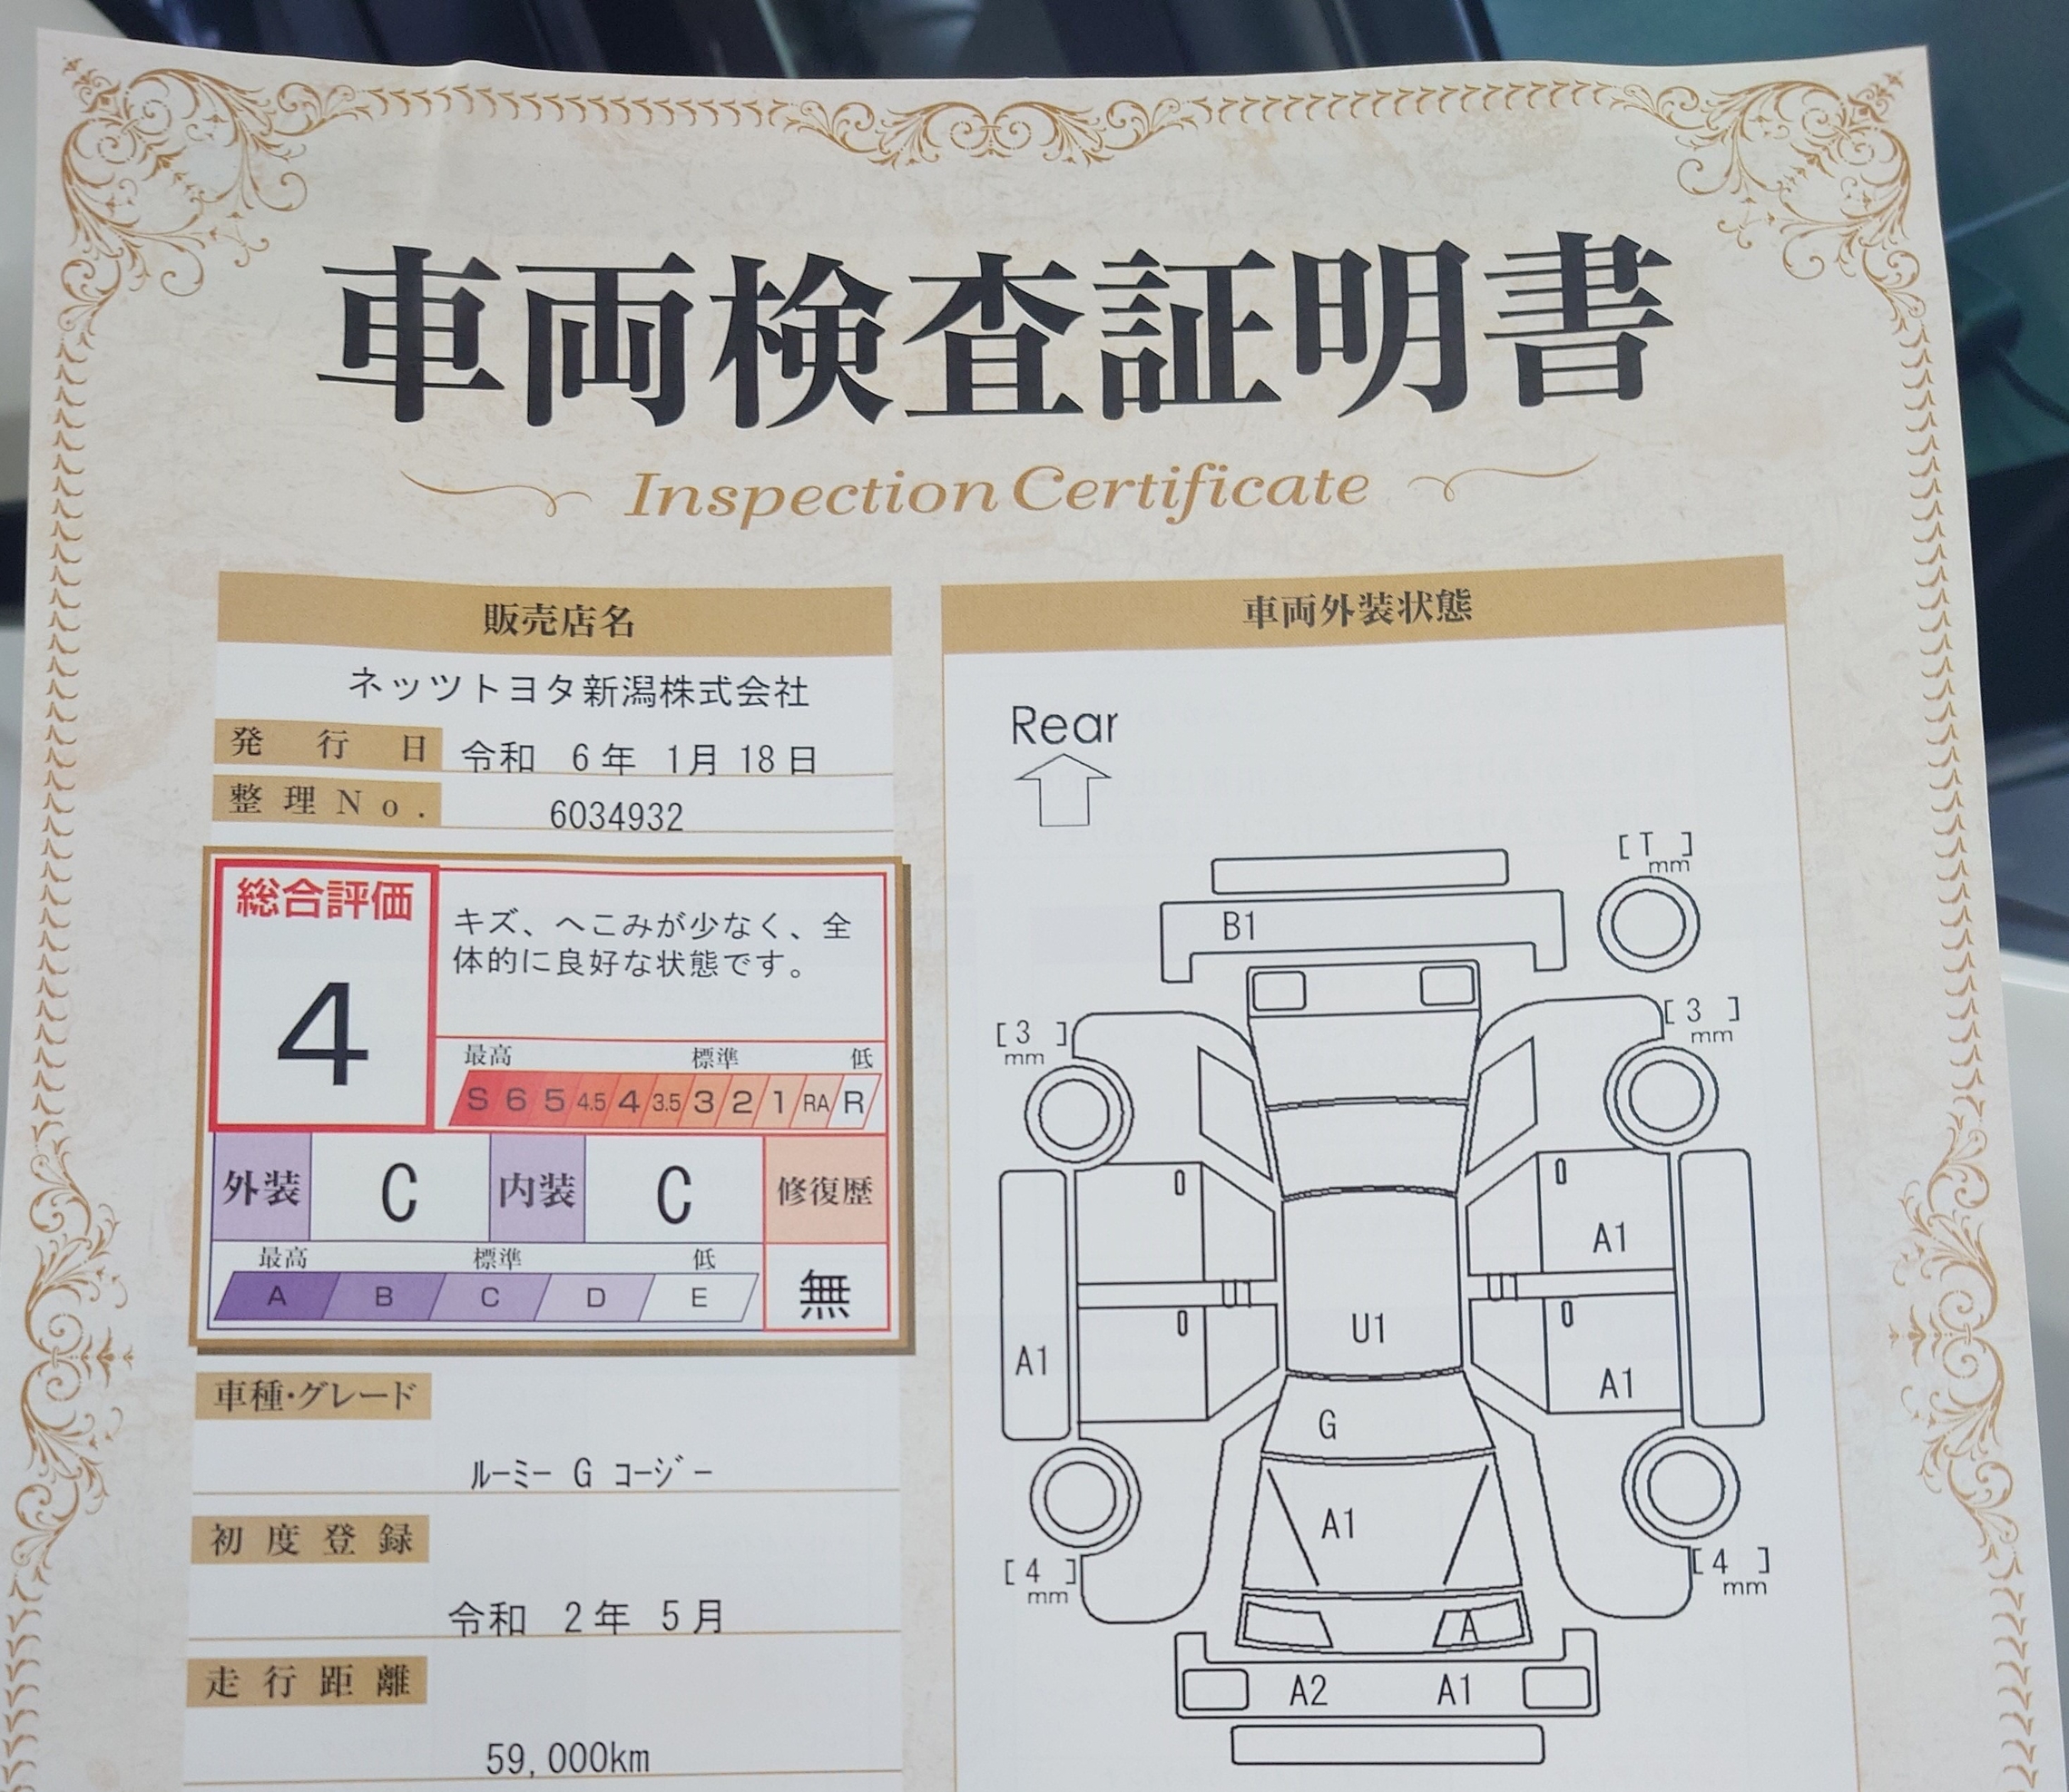 車両検査証明書
Inspection Certificate
販売店名
ネッツトヨタ新潟株式会社
発行日 令和 6年 1月 18日
整理No. 6034932
総合評価
4
キズ、へこみが少なく、全
体的に良好な状態です。
最高 標準 低
S 6 5 4.5 4 3.5 3 2 1 RA R
外装 C 内装 C 修復歴
最高 標準 低
A B C D E
無
車種・グレード
ルーミー G コージー
初度登録
令和 2年 5月
走行距離
59,000km
車両外装状態
Rear
[T ]
mm
B1
[3 ]
mm
[3 ]
mm
A1
U1
A1
A1
G
A1
[4 ]
mm
[4 ]
mm
A
A2 A1